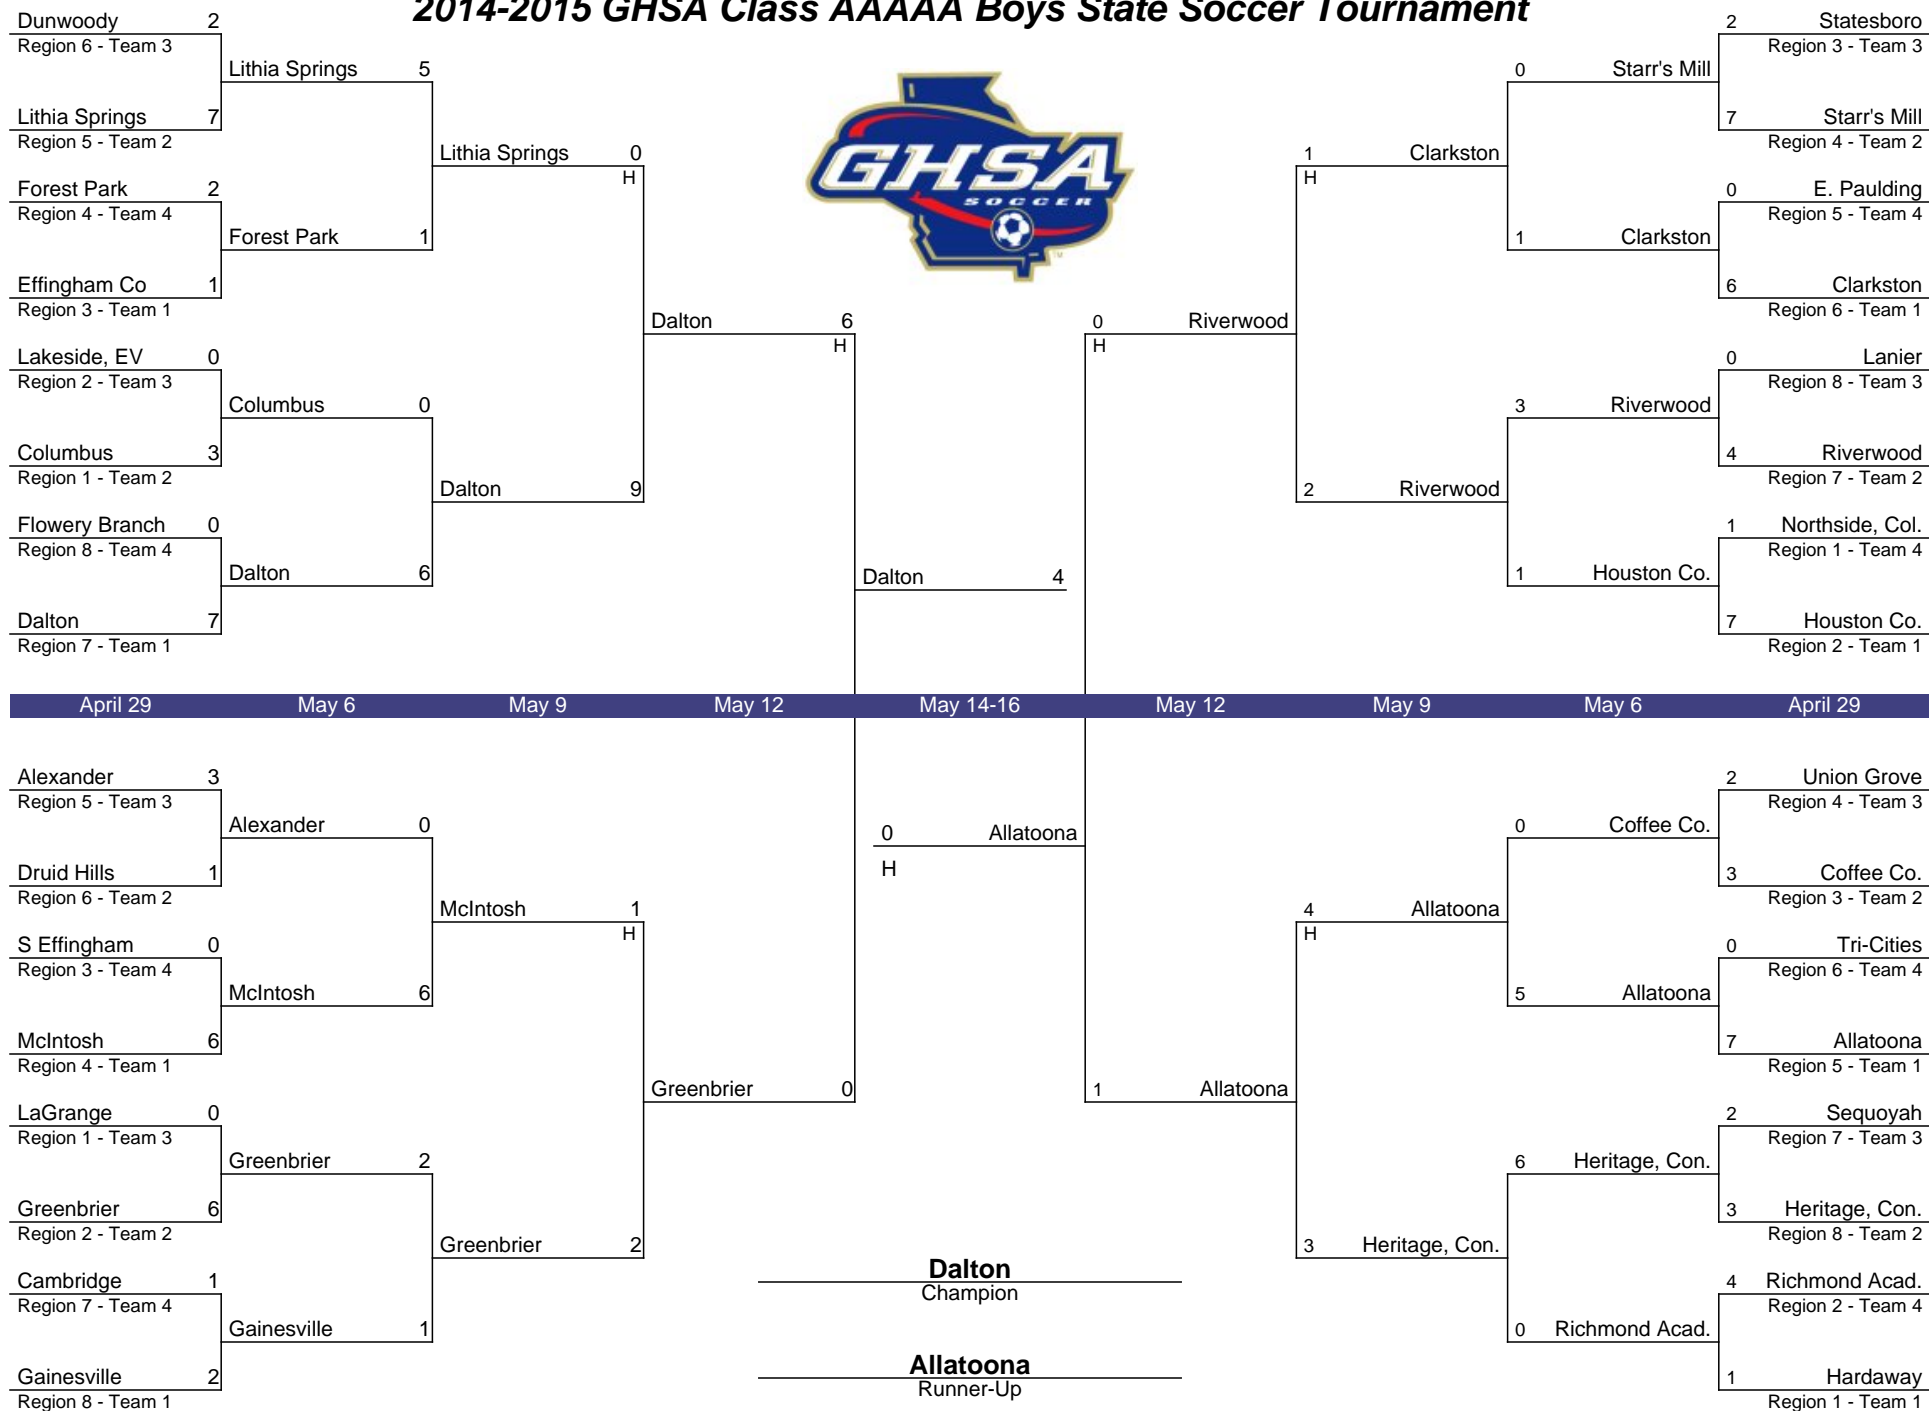 2014-2015 GHSA Class AAAAA Boys State Soccer Tournament
Dunwoody 2
Region 6 - Team 3
Lithia Springs 5
Lithia Springs 7
Region 5 - Team 2
Lithia Springs 0
H
Forest Park 2
Region 4 - Team 4
Forest Park 1
Effingham Co 1
Region 3 - Team 1
Dalton 6
H
Lakeside, EV 0
Region 2 - Team 3
Columbus 0
Columbus 3
Region 1 - Team 2
Dalton 9
Flowery Branch 0
Region 8 - Team 4
Dalton 6
Dalton 7
Region 7 - Team 1
Dalton 4
GHSA
SOCCER
TM
2 Statesboro
Region 3 - Team 3
0 Starr's Mill
7 Starr's Mill
Region 4 - Team 2
1 Clarkston
H
0 E. Paulding
Region 5 - Team 4
1 Clarkston
6 Clarkston
Region 6 - Team 1
0 Riverwood
H
0 Lanier
Region 8 - Team 3
3 Riverwood
4 Riverwood
Region 7 - Team 2
2 Riverwood
1 Northside, Col.
Region 1 - Team 4
1 Houston Co.
7 Houston Co.
Region 2 - Team 1
April 29 May 6 May 9 May 12 May 14-16 May 12 May 9 May 6 April 29
Alexander 3
Region 5 - Team 3
Alexander 0
Druid Hills 1
Region 6 - Team 2
McIntosh 1
H
S Effingham 0
Region 3 - Team 4
McIntosh 6
McIntosh 6
Region 4 - Team 1
Greenbrier 0
LaGrange 0
Region 1 - Team 3
Greenbrier 2
Greenbrier 6
Region 2 - Team 2
Greenbrier 2
Cambridge 1
Region 7 - Team 4
Gainesville 1
Gainesville 2
Region 8 - Team 1
0 Allatoona
H
2 Union Grove
Region 4 - Team 3
0 Coffee Co.
3 Coffee Co.
Region 3 - Team 2
4 Allatoona
H
0 Tri-Cities
Region 6 - Team 4
5 Allatoona
7 Allatoona
Region 5 - Team 1
1 Allatoona
2 Sequoyah
Region 7 - Team 3
6 Heritage, Con.
3 Heritage, Con.
Region 8 - Team 2
3 Heritage, Con.
4 Richmond Acad.
Region 2 - Team 4
0 Richmond Acad.
1 Hardaway
Region 1 - Team 1
Dalton
Champion
Allatoona
Runner-Up